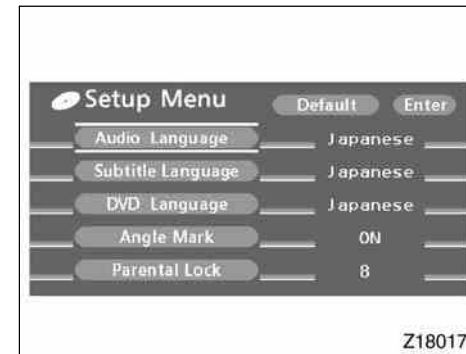 Setup Menu Default Enter
Audio Language Japanese
Subtitle Language Japanese
DVD Language Japanese
Angle Mark ON
Parental Lock 8
Z18017